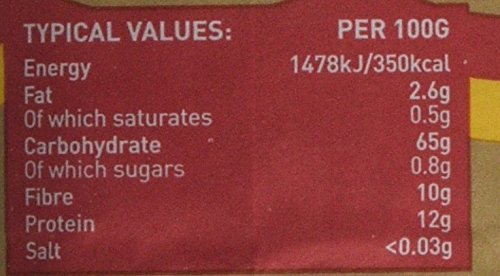 TYPICAL VALUES: PER 100G
Energy 1478kJ/350kcal
Fat 2.6g
Of which saturates 0.5g
Carbohydrate 65g
Of which sugars 0.8g
Fibre 10g
Protein 12g
Salt <0.03g